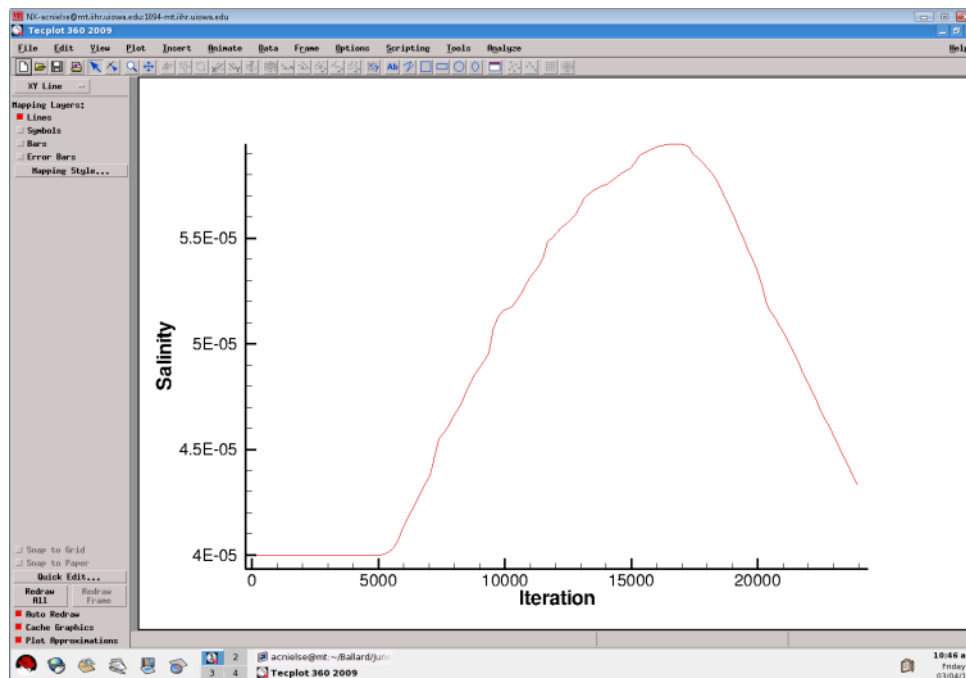 NX-acnielse@mt.iihr.uiowa.edu:1094-mt.iihr.uiowa.edu
Tecplot 360 2009
File Edit View Plot Insert Animate Data Frame Options Scripting Tools Analyze Help
XY Line
Mapping Layers:
Lines
Symbols
Bars
Error Bars
Mapping Style...
Snap to Grid
Snap to Paper
Quick Edit...
Redraw All
Redraw Frame
Auto Redraw
Cache Graphics
Plot Approximations
Ab
Salinity
5.5E-05
5E-05
4.5E-05
4E-05
0 5000 10000 15000 20000
Iteration
2
3 4
acnielse@mt:~/Ballard/june
Tecplot 360 2009
10:46 a
Friday
03/04/